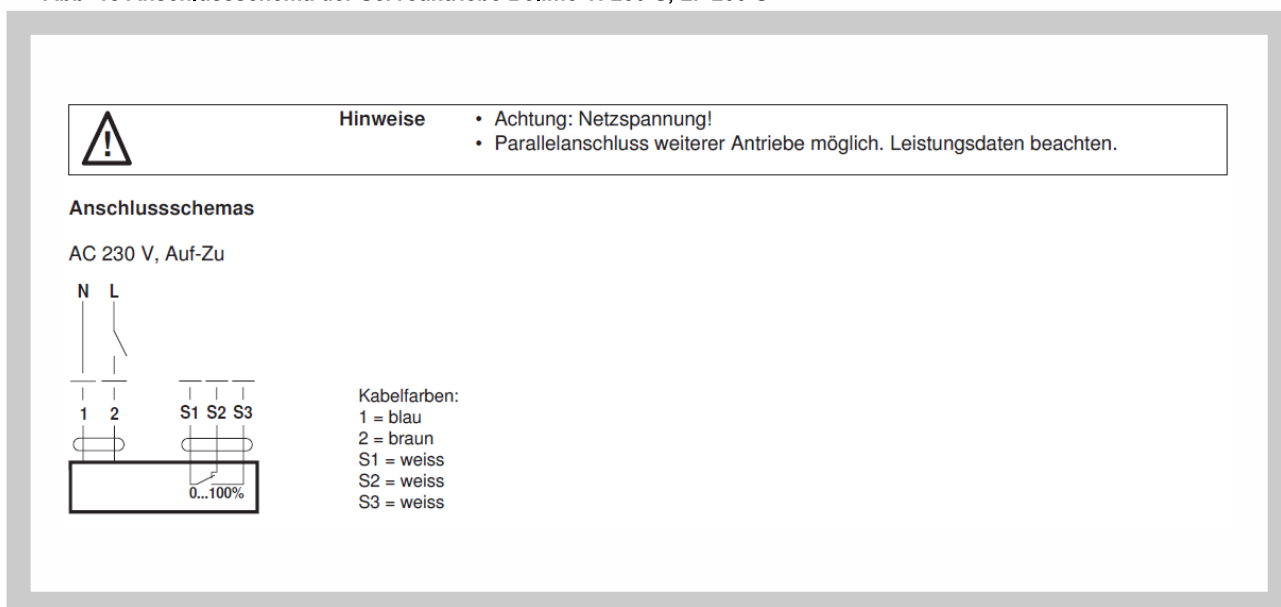 Hinweise • Achtung: Netzspannung!
• Parallelanschluss weiterer Antriebe möglich. Leistungsdaten beachten.
Anschlussschemas
AC 230 V, Auf-Zu
N L
1 2 S1 S2 S3
0...100%
Kabelfarben:
1 = blau
2 = braun
S1 = weiss
S2 = weiss
S3 = weiss